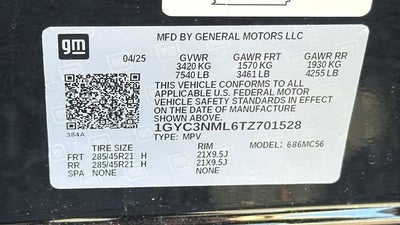 gm
MFD BY GENERAL MOTORS LLC
04/25 GVWR GAWR FRT GAWR RR
3420 KG 1570 KG 1930 KG
7540 LB 3461 LB 4255 LB
THIS VEHICLE CONFORMS TO ALL
APPLICABLE U.S. FEDERAL MOTOR
VEHICLE SAFETY AND THEFT PREVENTION
STANDARDS IN EFFECT ON THE DATE OF MANUFACTURE
SHOWN ABOVE.
1GYC3NML6TZ701528
384A TYPE: MPV MODEL: 686MC56
TIRE SIZE RIM
FRT 285/45R21 H 21X9.5J
RR 285/45R21 H 21X9.5J
SPA NONE NONE